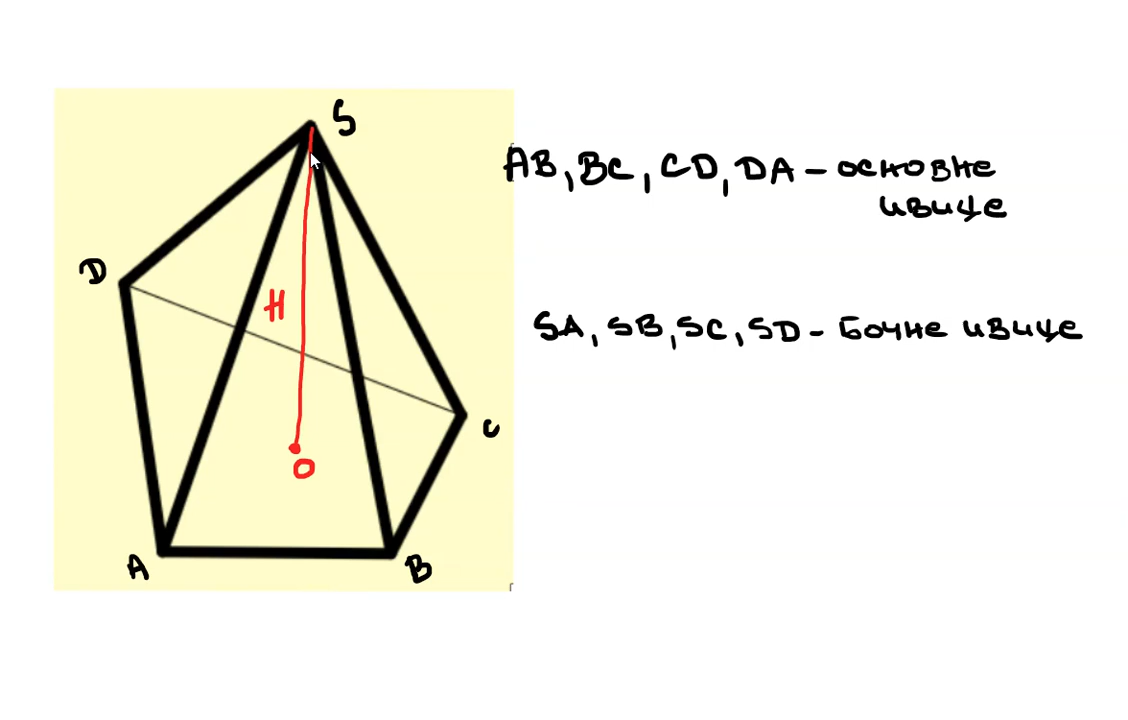 S
AB, BC, CD, DA - основне
ивице
D
H
SA, SB, SC, SD - Бочне ивице
C
O
A
B